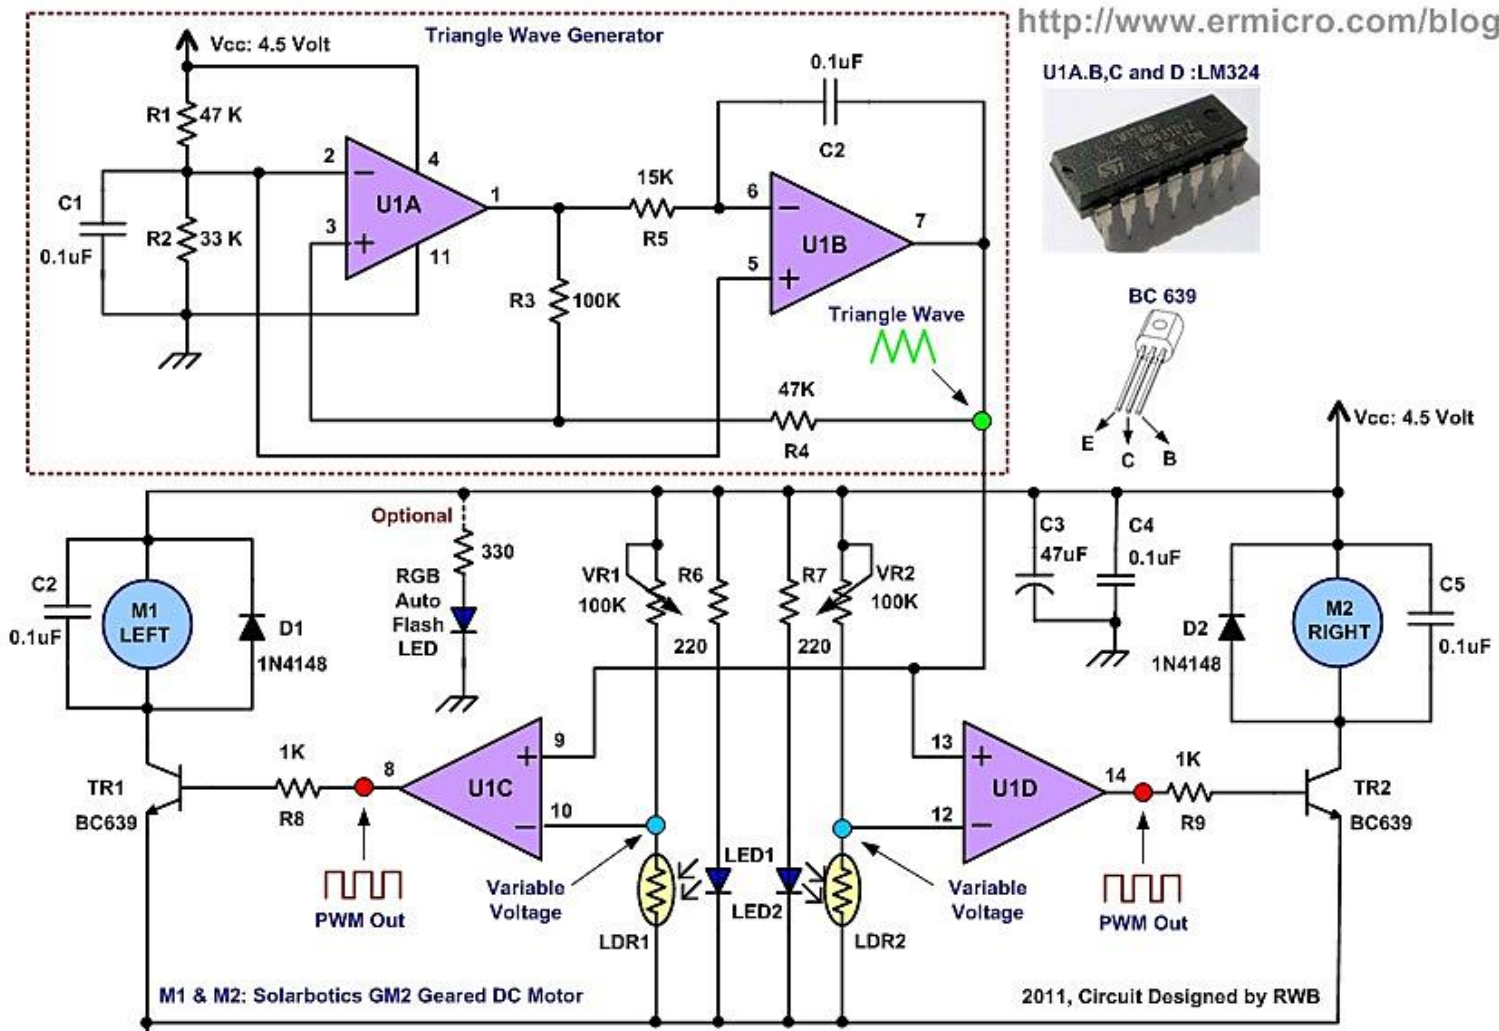 http://www.ermicro.com/blog
Triangle Wave Generator
Vcc: 4.5 Volt
U1A.B,C and D :LM324
R1
47 K
0.1uF
C2
2
4
U1A
1
3
11
C1
0.1uF
R2
33 K
15K
R5
6
U1B
7
5
R3
100K
BC 639
E
C
B
Triangle Wave
47K
R4
Vcc: 4.5 Volt
Optional
330
RGB
Auto
Flash
LED
C2
0.1uF
M1
LEFT
D1
1N4148
VR1
100K
R6
220
R7
220
VR2
100K
C3
47uF
C4
0.1uF
D2
1N4148
M2
RIGHT
C5
0.1uF
TR1
BC639
1K
R8
8
U1C
9
10
13
U1D
14
12
1K
R9
TR2
BC639
PWM Out
Variable
Voltage
LDR1
LED1
LED2
LDR2
Variable
Voltage
PWM Out
M1 & M2: Solarbotics GM2 Geared DC Motor
2011, Circuit Designed by RWB